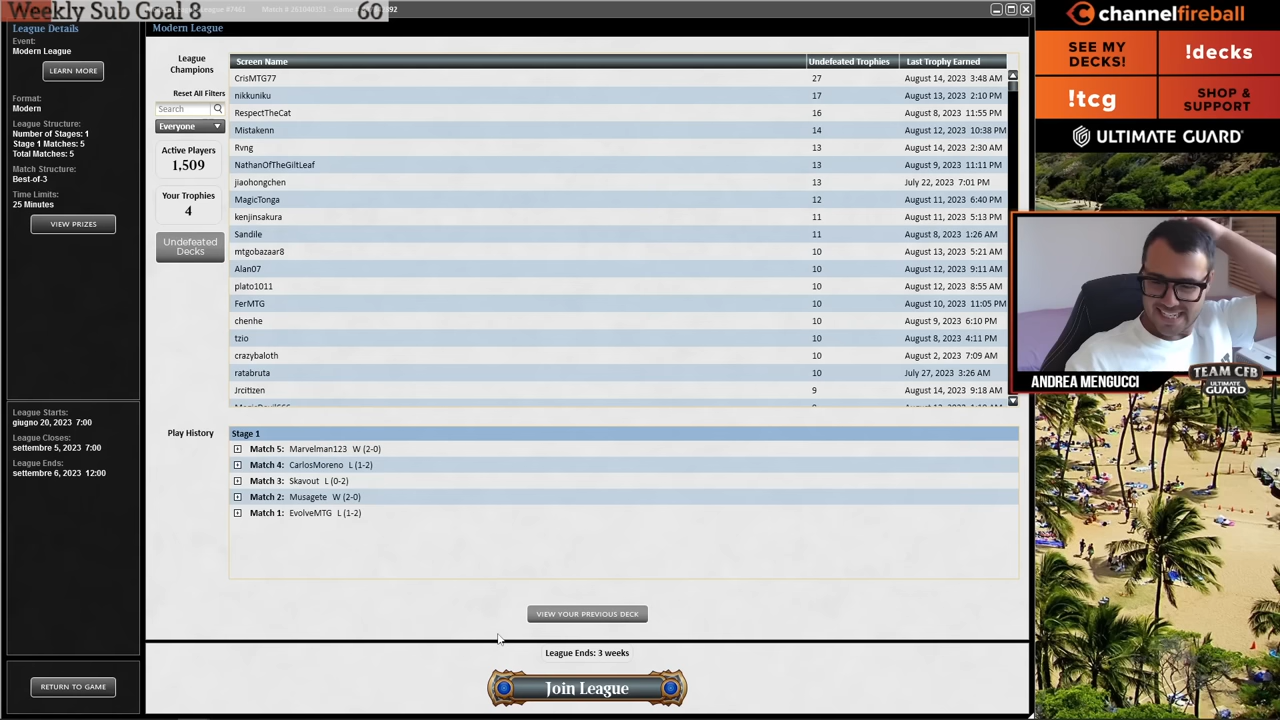 Weekly Sub Goal 3 60
League #2461 Match # 261040351 - Game
392
League Details
Event:
Modern League
LEARN MORE
Format:
Modern
League Structure:
Number of Stages: 1
Stage 1 Matches: 5
Total Matches: 5
Match Structure:
Best-of-3
Time Limits:
25 Minutes
VIEW PRIZES
League Starts:
giugno 20, 2023 7:00
League Closes:
settembre 5, 2023 7:00
League Ends:
settembre 6, 2023 12:00
RETURN TO GAME
Modern League
League
Champions
Reset All Filters
Search
Everyone
Active Players
1,509
Your Trophies
4
Undefeated
Decks
Screen Name Undefeated Trophies Last Trophy Earned
CrisMTG77 27 August 14, 2023 3:48 AM
nikkuniku 17 August 13, 2023 2:10 PM
RespectTheCat 16 August 8, 2023 11:55 PM
Mistakenn 14 August 12, 2023 10:38 PM
Rvng 13 August 14, 2023 2:30 AM
NathanOfTheGiltLeaf 13 August 9, 2023 11:11 PM
jiaohongchen 13 July 22, 2023 7:01 PM
MagicTonga 12 August 11, 2023 6:40 PM
kenjinsakura 11 August 11, 2023 5:13 PM
Sandile 11 August 8, 2023 1:26 AM
mtgobazaar8 10 August 13, 2023 5:21 AM
Alan07 10 August 12, 2023 9:11 AM
plato1011 10 August 12, 2023 8:55 AM
FerMTG 10 August 10, 2023 11:05 PM
chenhe 10 August 9, 2023 6:10 PM
tzio 10 August 8, 2023 4:11 PM
crazybaloth 10 August 2, 2023 7:09 AM
ratabruta 10 July 27, 2023 3:26 AM
Jrcitizen 9 August 14, 2023 9:18 AM
Play History
Stage 1
Match 5: Marvelman123 W (2-0)
Match 4: CarlosMoreno L (1-2)
Match 3: Skavout L (0-2)
Match 2: Musagete W (2-0)
Match 1: EvolveMTG L (1-2)
VIEW YOUR PREVIOUS DECK
League Ends: 3 weeks
Join League
channelfireball
SEE MY
DECKS!
!decks
!tcg
SHOP &
SUPPORT
ULTIMATE GUARD
ANDREA MENGUCCI
TEAM CFB
ULTIMATE
GUARD